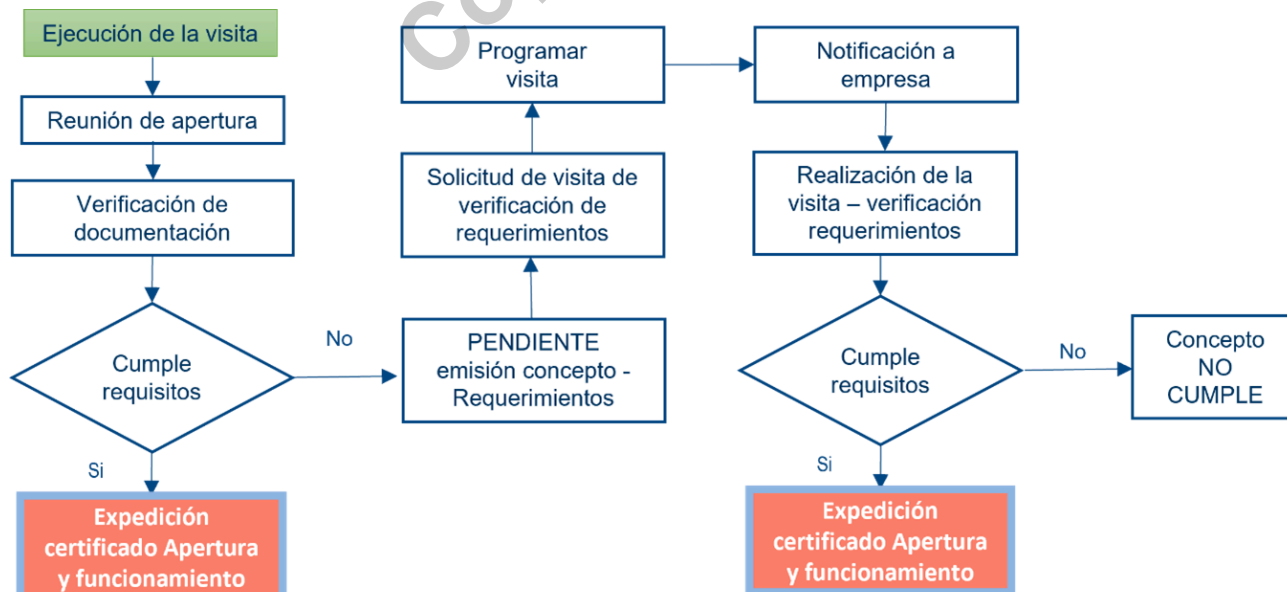 Ejecución de la visita
Reunión de apertura
Verificación de
documentación
Cumple
requisitos
No
Si
Expedición
certificado Apertura
y funcionamiento
PENDIENTE
emisión concepto -
Requerimientos
Solicitud de visita de
verificación de
requerimientos
Programar
visita
Notificación a
empresa
Realización de la
visita – verificación
requerimientos
Cumple
requisitos
No
Concepto
NO
CUMPLE
Si
Expedición
certificado Apertura
y funcionamiento